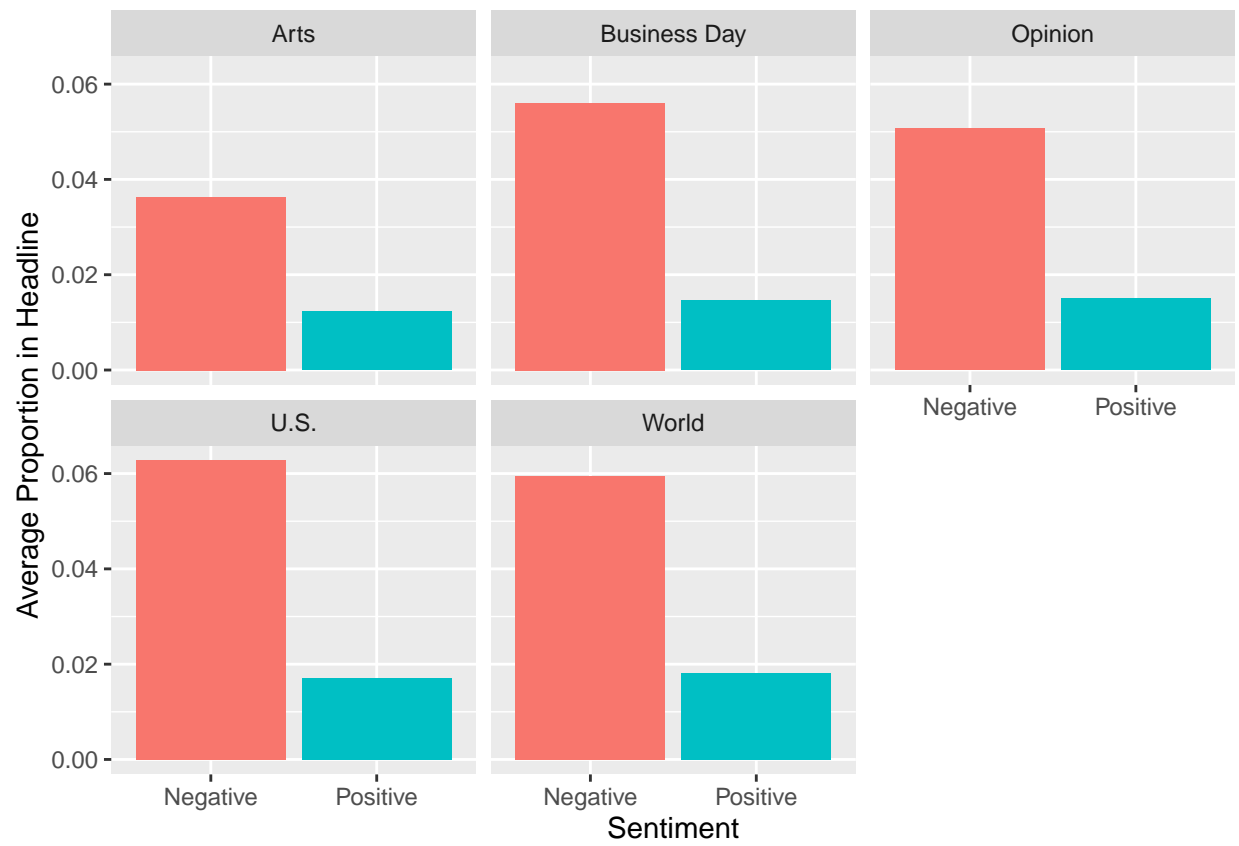 Arts
Business Day
Opinion
0.06
0.04
0.02
0.00
Negative
Positive
U.S.
World
0.06
0.04
0.02
0.00
Negative
Positive
Negative
Positive
Sentiment
Average Proportion in Headline